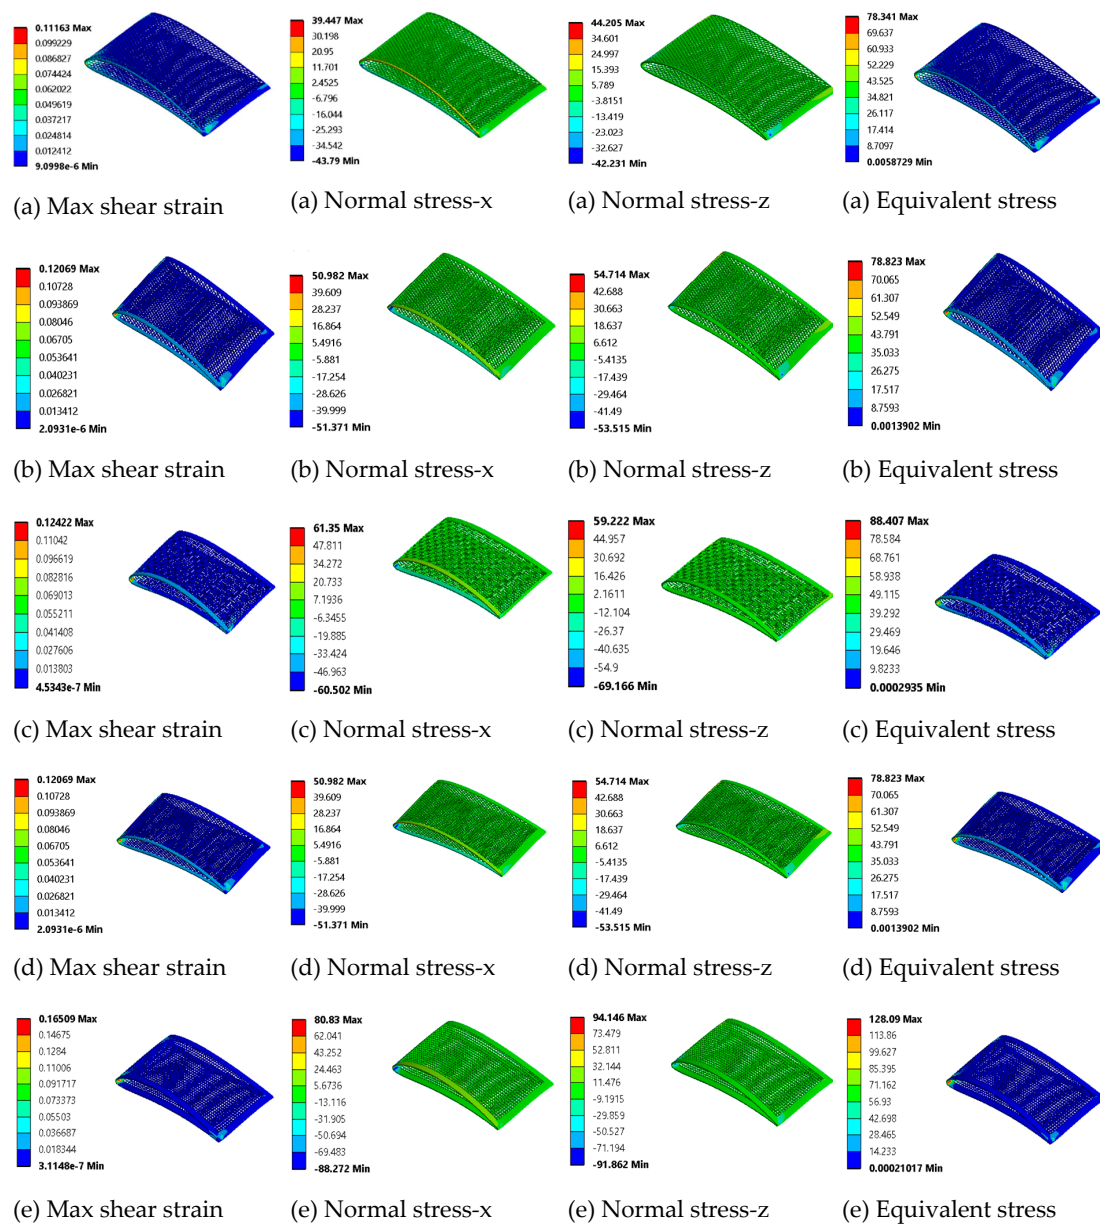 0.11163 Max
0.099229
0.086827
0.074424
0.062022
0.049619
0.037217
0.024814
0.012412
9.0998e-6 Min
39.447 Max
30.198
20.95
11.701
2.4525
-6.796
-16.044
-25.293
-34.542
-43.79 Min
44.205 Max
34.601
24.997
15.393
5.789
-3.8151
-13.419
-23.023
-32.627
-42.231 Min
78.341 Max
69.637
60.933
52.229
43.525
34.821
26.117
17.414
8.7097
0.0058729 Min
(a) Max shear strain
(a) Normal stress-x
(a) Normal stress-z
(a) Equivalent stress
0.12069 Max
0.10728
0.093869
0.08046
0.06705
0.053641
0.040231
0.026821
0.013412
2.0931e-6 Min
50.982 Max
39.609
28.237
16.864
5.4916
-5.881
-17.254
-28.626
-39.999
-51.371 Min
54.714 Max
42.688
30.663
18.637
6.612
-5.4135
-17.439
-29.464
-41.49
-53.515 Min
78.823 Max
70.065
61.307
52.549
43.791
35.033
26.275
17.517
8.7593
0.0013902 Min
(b) Max shear strain
(b) Normal stress-x
(b) Normal stress-z
(b) Equivalent stress
0.12422 Max
0.11042
0.096619
0.082816
0.069013
0.055211
0.041408
0.027606
0.013803
4.5343e-7 Min
61.35 Max
47.811
34.272
20.733
7.1936
-6.3455
-19.885
-33.424
-46.963
-60.502 Min
59.222 Max
44.957
30.692
16.426
2.1611
-12.104
-26.37
-40.635
-54.9
-69.166 Min
88.407 Max
78.584
68.761
58.938
49.115
39.292
29.469
19.646
9.8233
0.0002935 Min
(c) Max shear strain
(c) Normal stress-x
(c) Normal stress-z
(c) Equivalent stress
0.12069 Max
0.10728
0.093869
0.08046
0.06705
0.053641
0.040231
0.026821
0.013412
2.0931e-6 Min
50.982 Max
39.609
28.237
16.864
5.4916
-5.881
-17.254
-28.626
-39.999
-51.371 Min
54.714 Max
42.688
30.663
18.637
6.612
-5.4135
-17.439
-29.464
-41.49
-53.515 Min
78.823 Max
70.065
61.307
52.549
43.791
35.033
26.275
17.517
8.7593
0.0013902 Min
(d) Max shear strain
(d) Normal stress-x
(d) Normal stress-z
(d) Equivalent stress
0.16509 Max
0.14675
0.1284
0.11006
0.091717
0.073373
0.05503
0.036687
0.018344
3.1148e-7 Min
80.83 Max
62.041
43.252
24.463
5.6736
-13.116
-31.905
-50.694
-69.483
-88.272 Min
94.146 Max
73.479
52.811
32.144
11.476
-9.1915
-29.859
-50.527
-71.194
-91.862 Min
128.09 Max
113.86
99.627
85.395
71.162
56.93
42.698
28.465
14.233
0.00021017 Min
(e) Max shear strain
(e) Normal stress-x
(e) Normal stress-z
(e) Equivalent stress